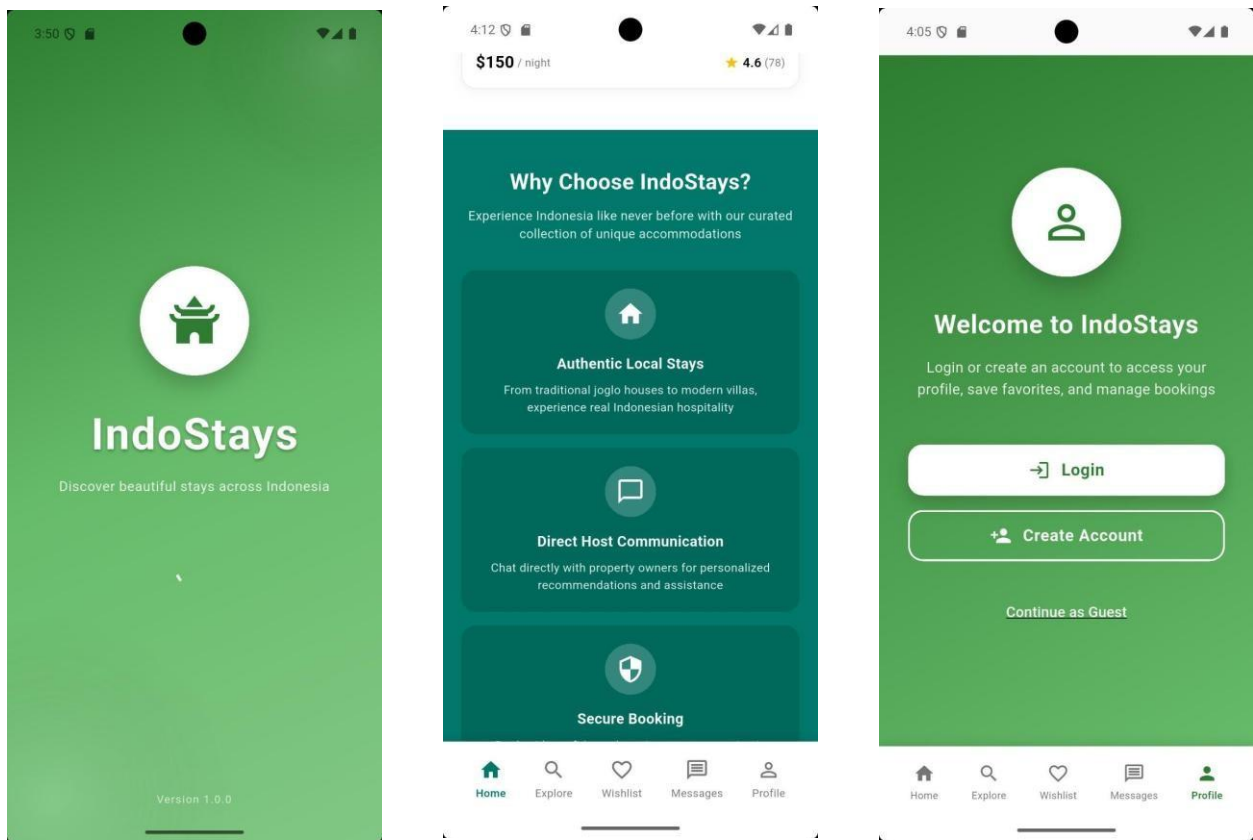 3:50
IndoStays
Discover beautiful stays across Indonesia
Version 1.0.0
4:12
$150 / night
4.6 (78)
Why Choose IndoStays?
Experience Indonesia like never before with our curated
collection of unique accommodations
Authentic Local Stays
From traditional joglo houses to modern villas,
experience real Indonesian hospitality
Direct Host Communication
Chat directly with property owners for personalized
recommendations and assistance
Secure Booking
Home
Explore
Wishlist
Messages
Profile
4:05
Welcome to IndoStays
Login or create an account to access your
profile, save favorites, and manage bookings
Login
Create Account
Continue as Guest
Home
Explore
Wishlist
Messages
Profile